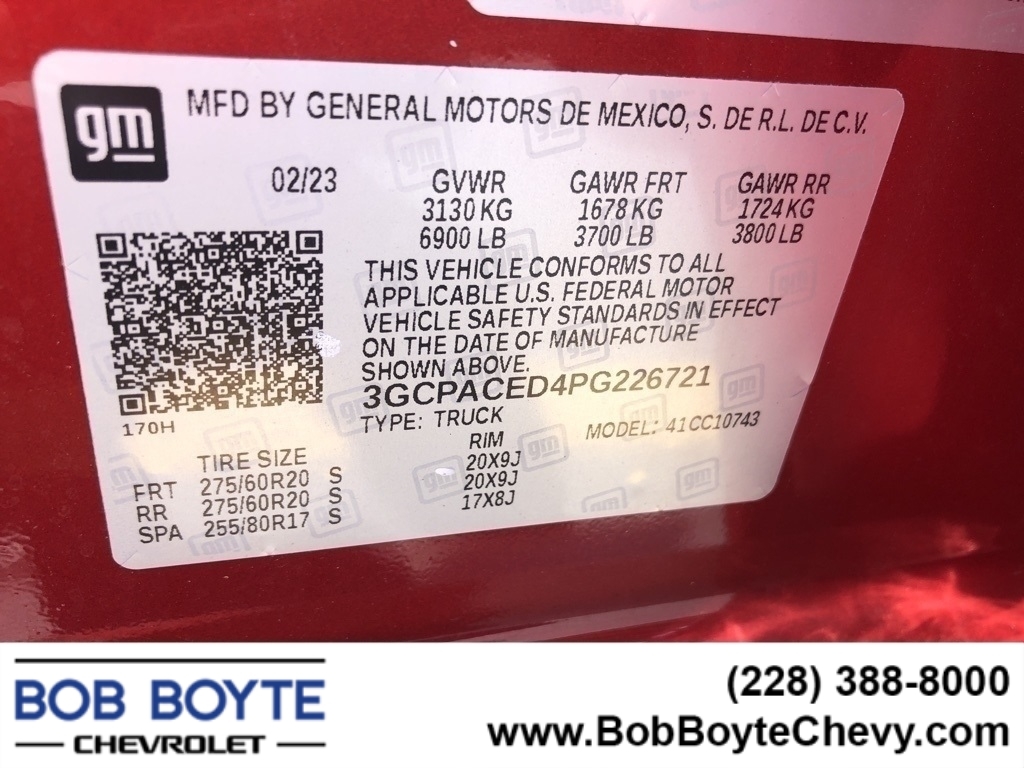 gm
MFD BY GENERAL MOTORS DE MEXICO, S. DE R.L. DE C.V.
02/23 GVWR GAWR FRT GAWR RR
3130 KG 1678 KG 1724 KG
6900 LB 3700 LB 3800 LB
THIS VEHICLE CONFORMS TO ALL
APPLICABLE U.S. FEDERAL MOTOR
VEHICLE SAFETY STANDARDS IN EFFECT
ON THE DATE OF MANUFACTURE
SHOWN ABOVE.
3GCPACED4PG226721
170H
TYPE: TRUCK MODEL: 41CC10743
TIRE SIZE RIM
FRT 275/60R20 S 20X9J
RR 275/60R20 S 20X9J
SPA 255/80R17 S 17X8J
BOB BOYTE
CHEVROLET
(228) 388-8000
www.BobBoyteChevy.com